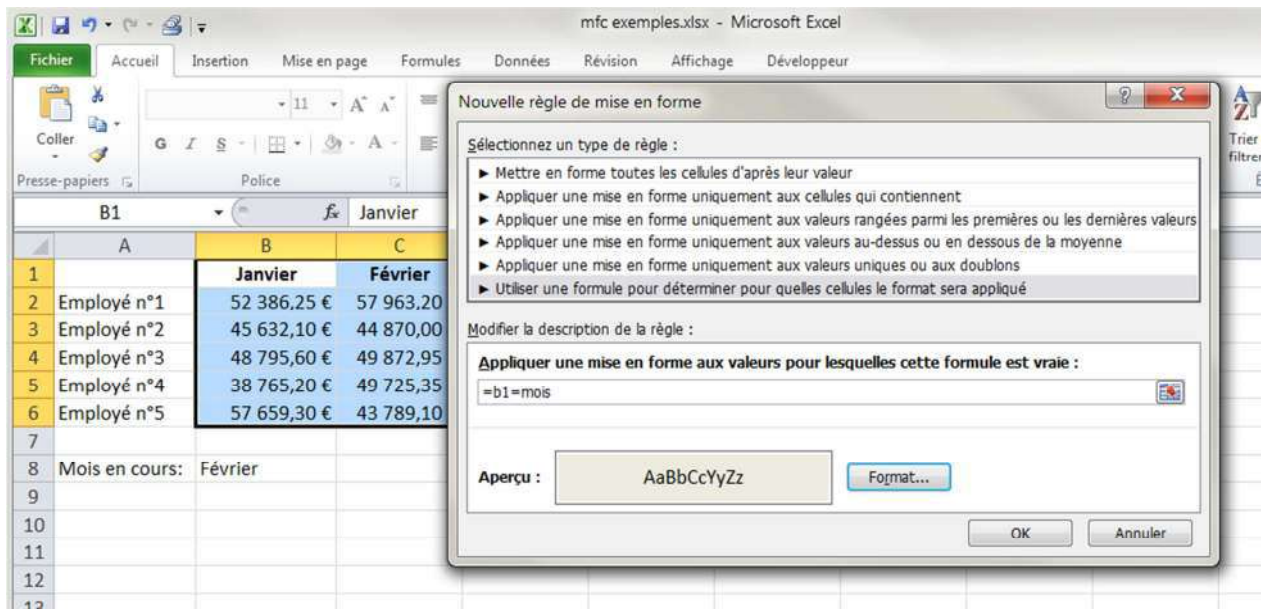 mfc exemples.xlsx - Microsoft Excel
Fichier Accueil Insertion Mise en page Formules Données Révision Affichage Développeur
Coller
11 A A
G I S A
Presse-papiers Police
Trier
filtrer
B1 fx Janvier
A B C
1 Janvier Février
2 Employé n°1 52 386,25 € 57 963,20
3 Employé n°2 45 632,10 € 44 870,00
4 Employé n°3 48 795,60 € 49 872,95
5 Employé n°4 38 765,20 € 49 725,35
6 Employé n°5 57 659,30 € 43 789,10
7
8 Mois en cours: Février
9
10
11
12
13
Nouvelle règle de mise en forme
Sélectionnez un type de règle :
► Mettre en forme toutes les cellules d'après leur valeur
► Appliquer une mise en forme uniquement aux cellules qui contiennent
► Appliquer une mise en forme uniquement aux valeurs rangées parmi les premières ou les dernières valeurs
► Appliquer une mise en forme uniquement aux valeurs au-dessus ou en dessous de la moyenne
► Appliquer une mise en forme uniquement aux valeurs uniques ou aux doublons
► Utiliser une formule pour déterminer pour quelles cellules le format sera appliqué
Modifier la description de la règle :
Appliquer une mise en forme aux valeurs pour lesquelles cette formule est vraie :
=b1=mois
Aperçu : AaBbCcYyZz Format...
OK Annuler